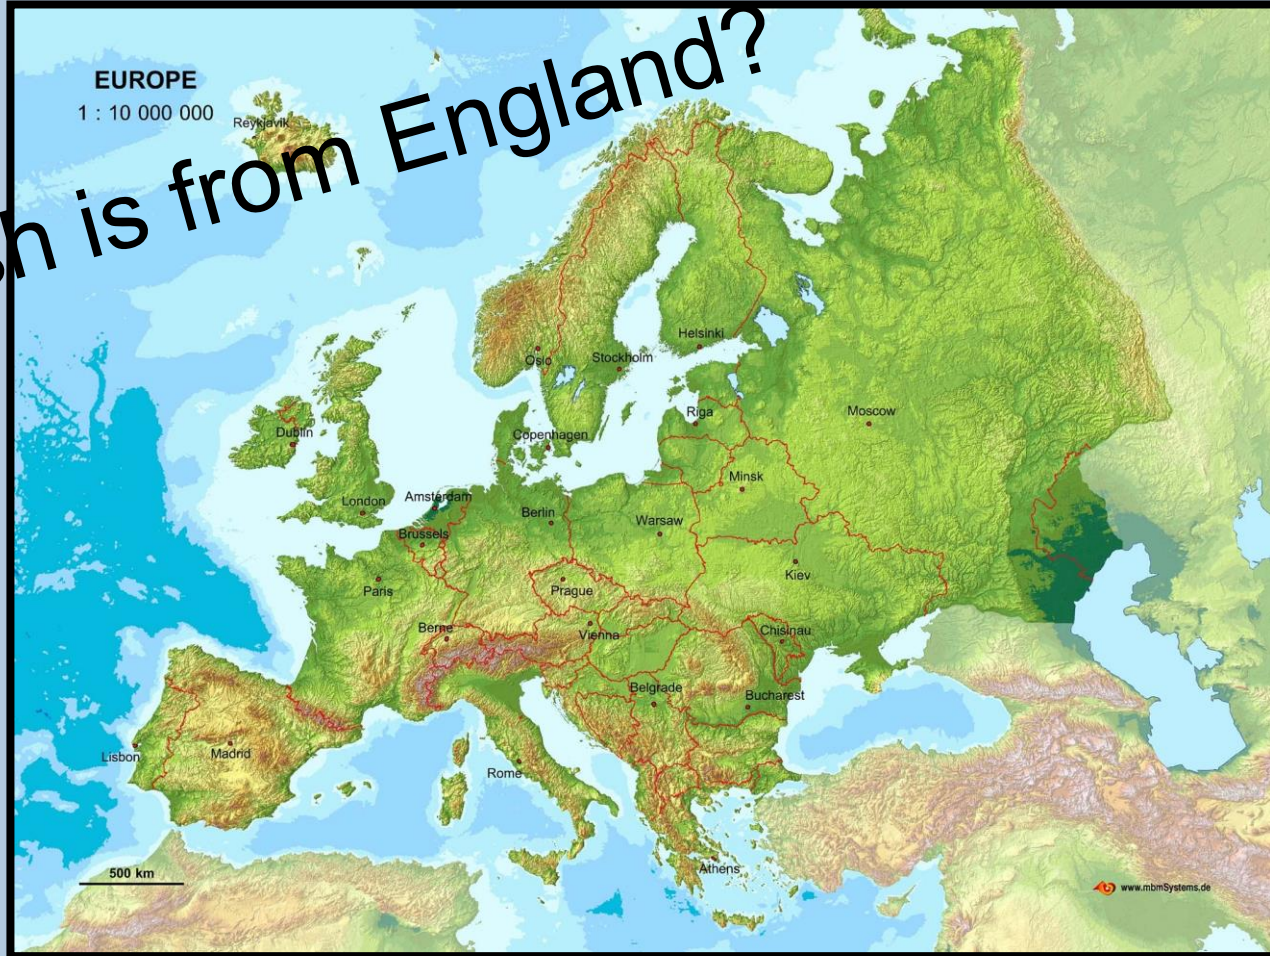 is from England?
EUROPE
1 : 10 000 000
Reykjavik
Helsinki
Oslo
Stockholm
Riga
Moscow
Dublin
Copenhagen
Minsk
London
Amsterdam
Berlin
Warsaw
Brussels
Kiev
Paris
Prague
Berne
Vienna
Chisinau
Belgrade
Bucharest
Lisbon
Madrid
Rome
Athens
500 km
www.mbmSystems.de